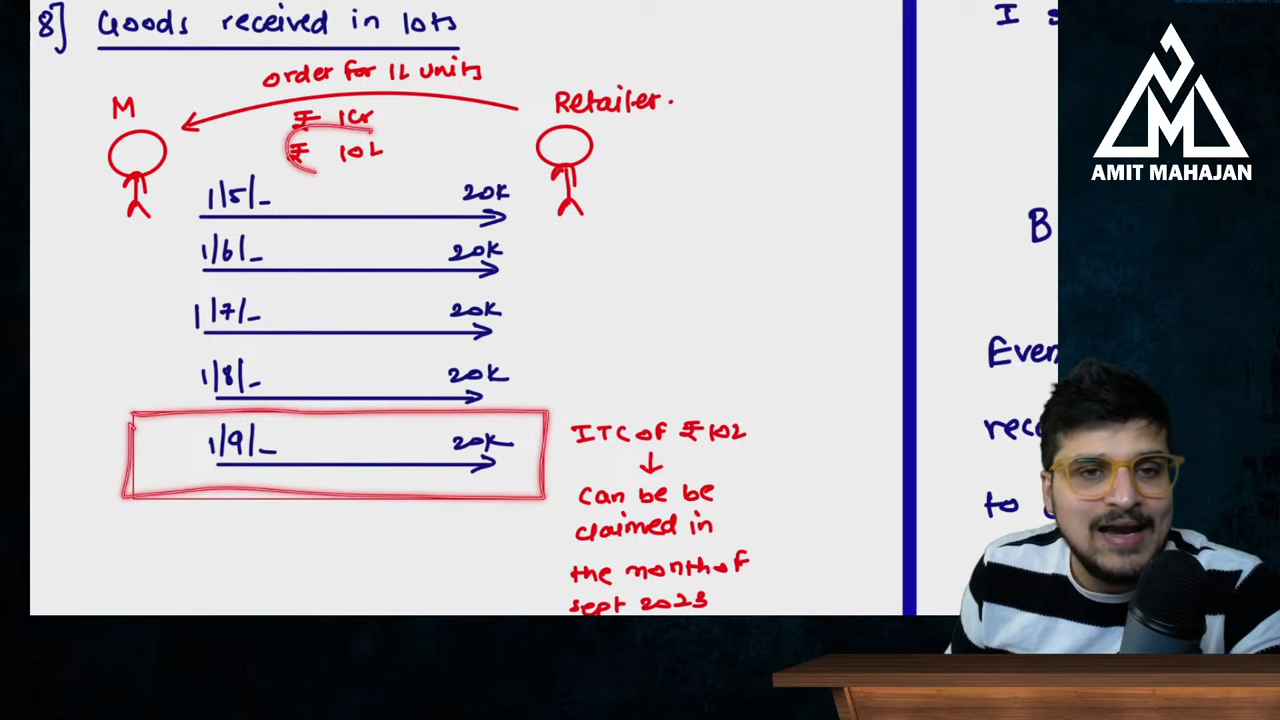 8] Goods received in lots
order for 1L units
M
Retailer.
₹ 1Cr
₹ 10L
1/5/_ 20K
1/6/_ 20K
1/7/_ 20K
1/8/_ 20K
1/9/_ 20K
ITC of ₹10L
↓
Can be be
claimed in
the month of
sept 2023
I
B
Even
to
AMIT MAHAJAN